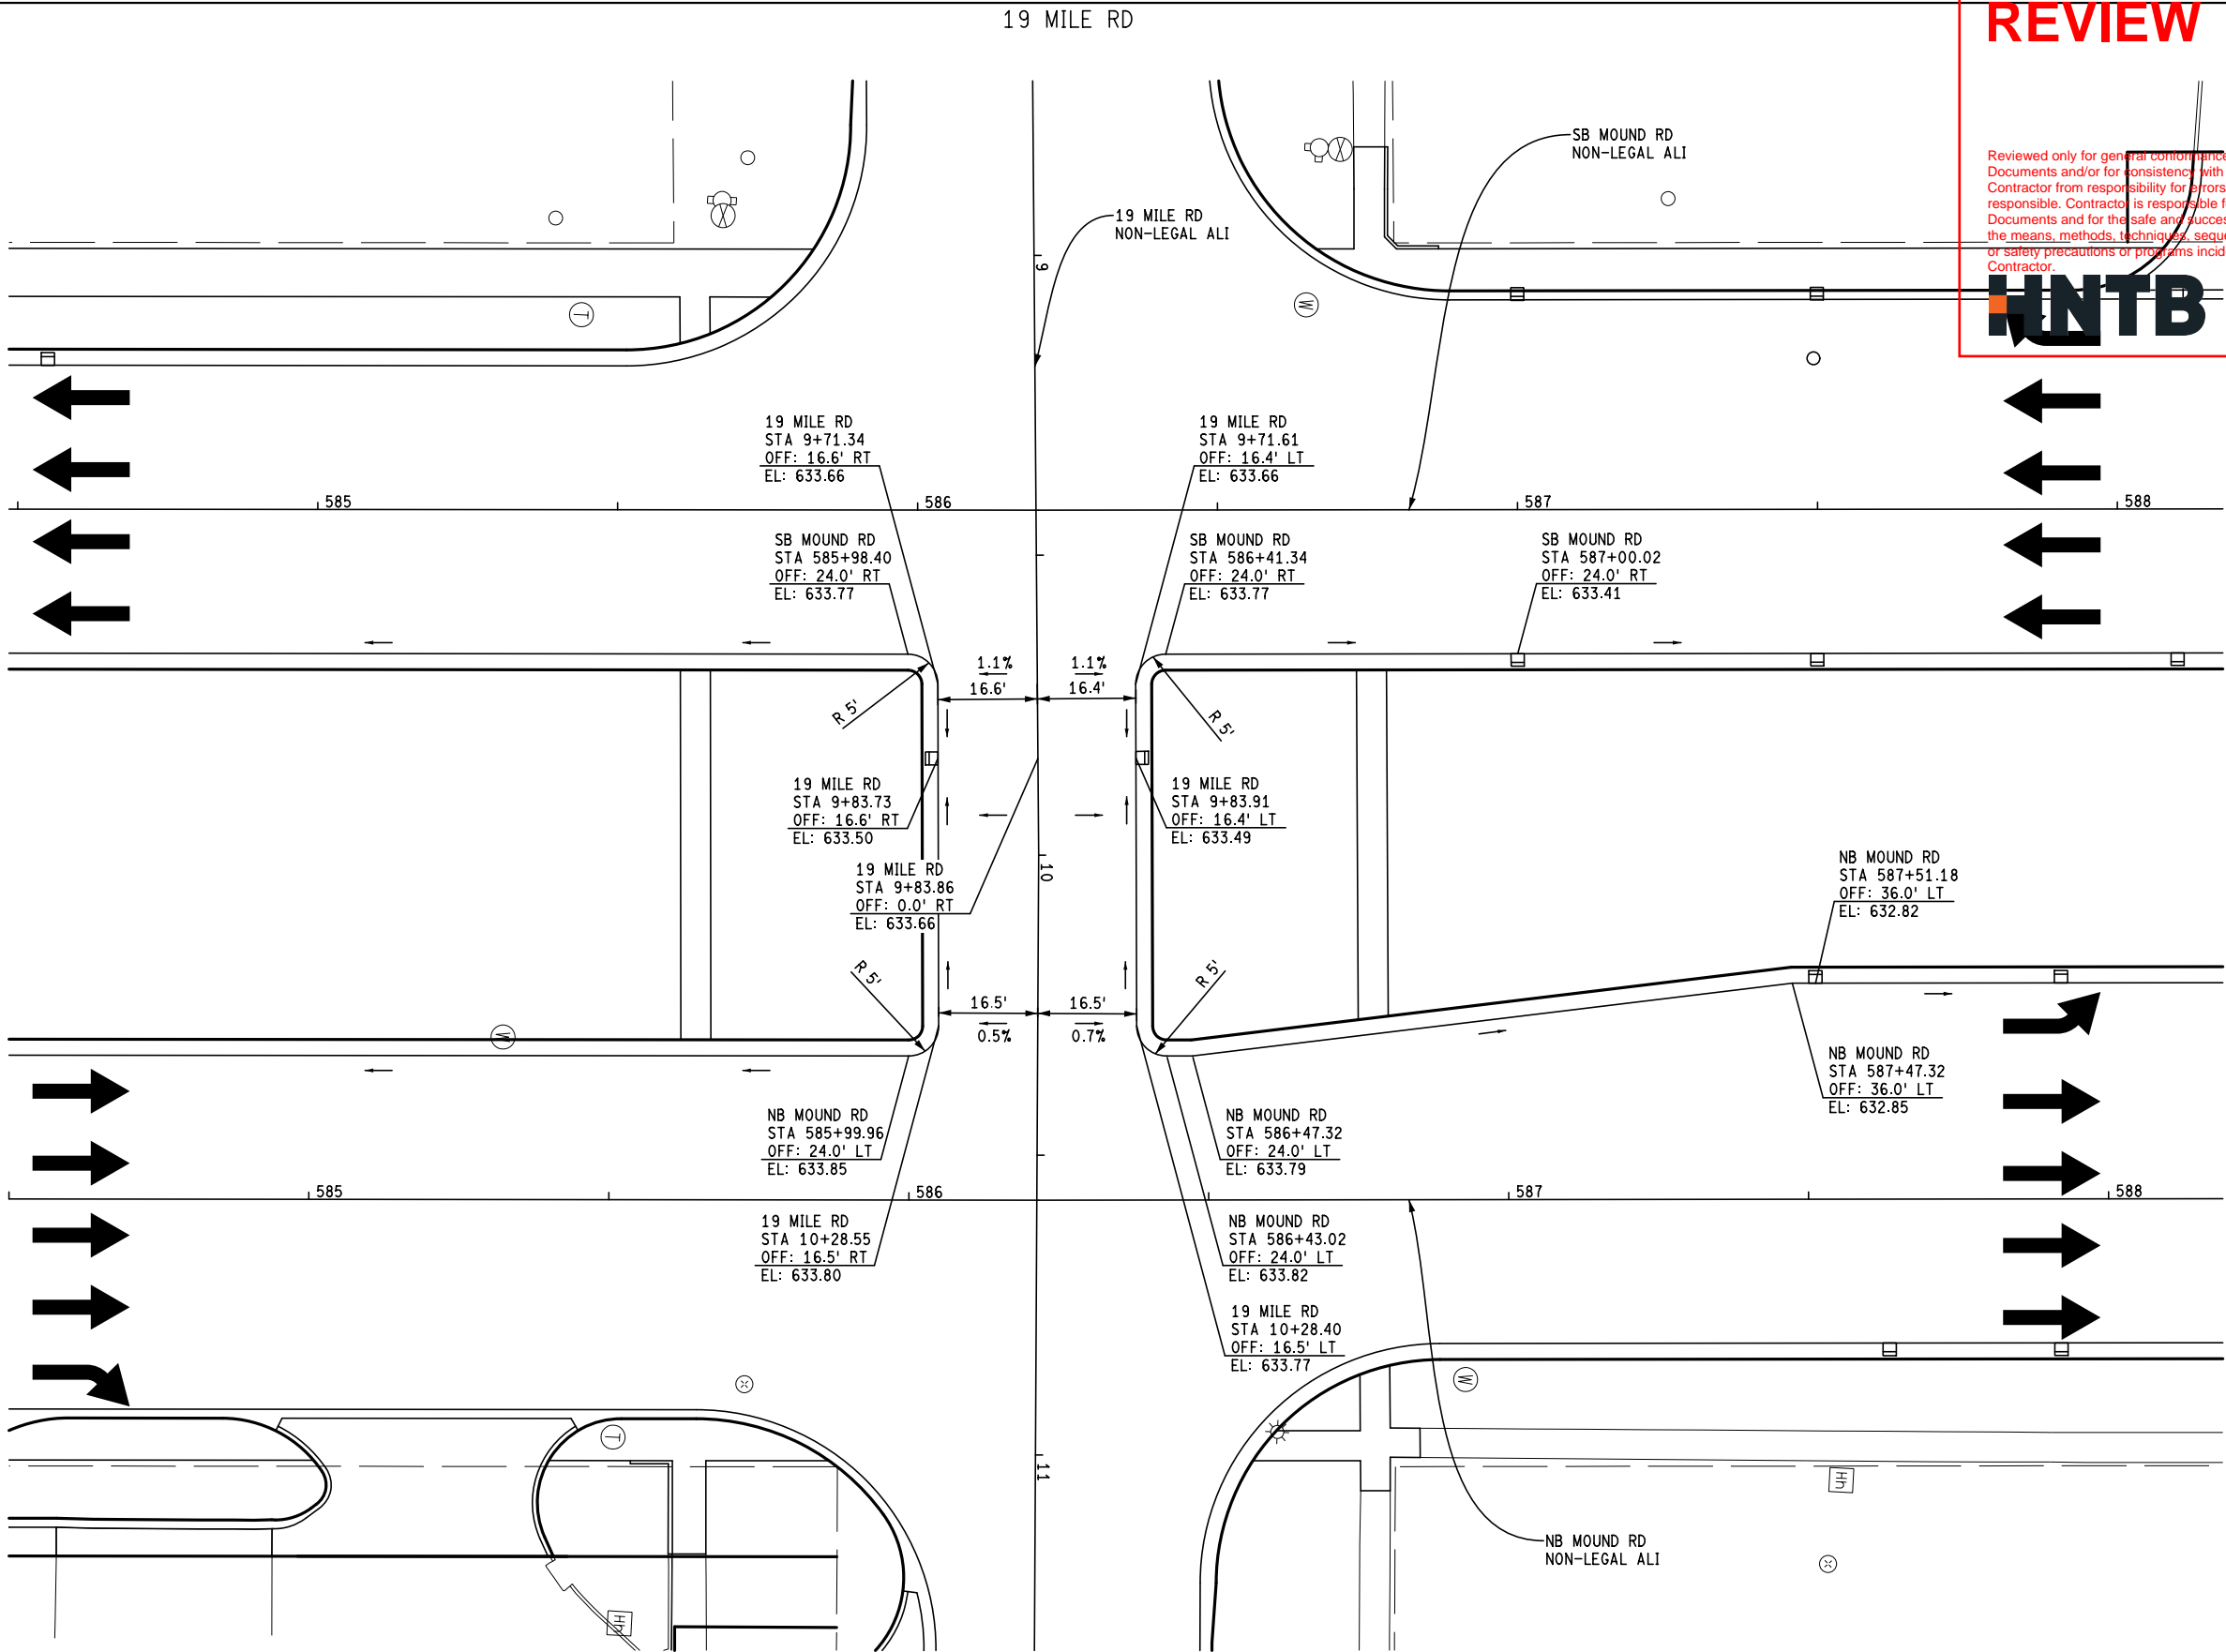 19 MILE RD
REVIEW
SB MOUND RD
NON-LEGAL ALI
Reviewed only for general conformance
Documents and/or for consistency with
Contractor from responsibility for errors
responsible. Contractor is responsible
Documents and for the safe and
the means, methods, techniques,
or safety precautions or programs
Contractor.
HNTB
19 MILE RD
NON-LEGAL ALI
9
T
W
19 MILE RD
STA 9+71.34
OFF: 16.6' RT
EL: 633.66
19 MILE RD
STA 9+71.61
OFF: 16.4' LT
EL: 633.66
585
586
587
588
SB MOUND RD
STA 585+98.40
OFF: 24.0' RT
EL: 633.77
SB MOUND RD
STA 586+41.34
OFF: 24.0' RT
EL: 633.77
SB MOUND RD
STA 587+00.02
OFF: 24.0' RT
EL: 633.41
1.1%
1.1%
16.6'
16.4'
R 5'
R 5'
19 MILE RD
STA 9+83.73
OFF: 16.6' RT
EL: 633.50
19 MILE RD
STA 9+83.91
OFF: 16.4' LT
EL: 633.49
19 MILE RD
STA 9+83.86
OFF: 0.0' RT
EL: 633.66
10
NB MOUND RD
STA 587+51.18
OFF: 36.0' LT
EL: 632.82
R 5'
R 5'
16.5'
16.5'
0.5%
0.7%
W
NB MOUND RD
STA 587+47.32
OFF: 36.0' LT
EL: 632.85
NB MOUND RD
STA 585+99.96
OFF: 24.0' LT
EL: 633.85
NB MOUND RD
STA 586+47.32
OFF: 24.0' LT
EL: 633.79
585
586
587
588
19 MILE RD
STA 10+28.55
OFF: 16.5' RT
EL: 633.80
NB MOUND RD
STA 586+43.02
OFF: 24.0' LT
EL: 633.82
19 MILE RD
STA 10+28.40
OFF: 16.5' LT
EL: 633.77
W
T
11
Hh
NB MOUND RD
NON-LEGAL ALI
Hh